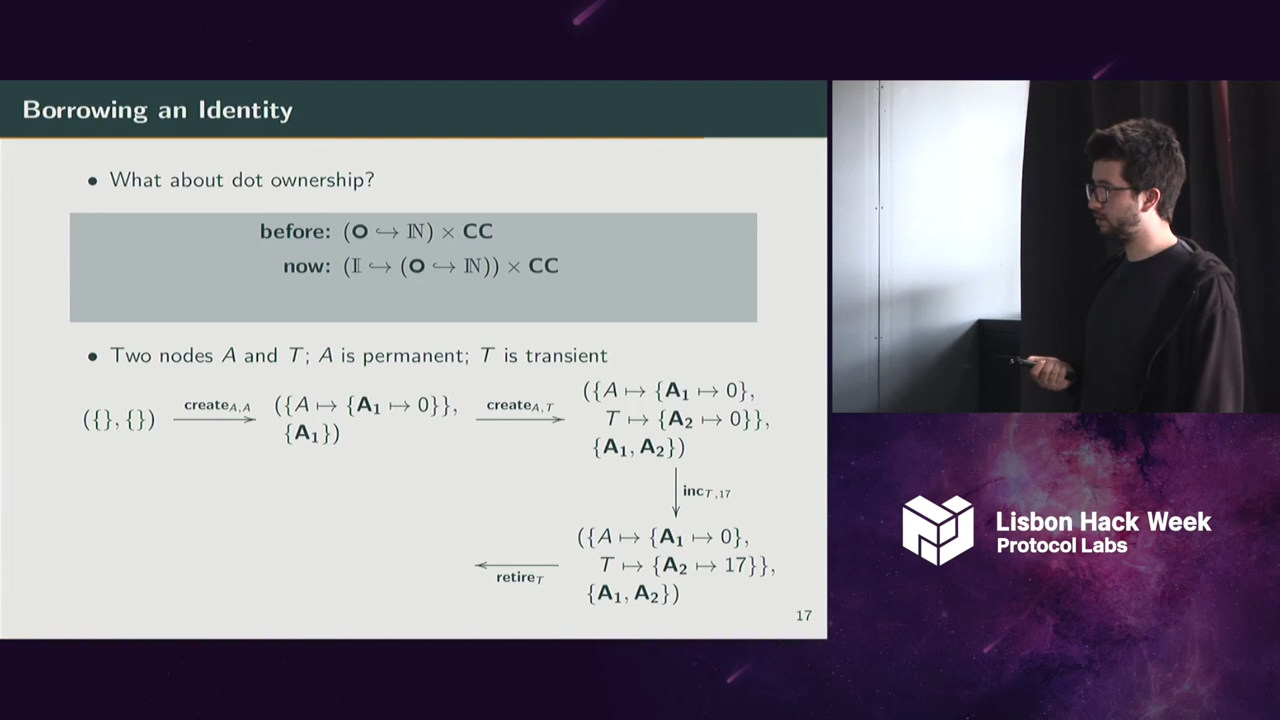 Borrowing an Identity
• What about dot ownership?
before: (O ↪ ℕ) × CC
now: (𝕀 ↪ (O ↪ ℕ)) × CC
• Two nodes A and T; A is permanent; T is transient
({}, {})
create_{A,A}
({A ↦ {A₁ ↦ 0}},
{A₁})
create_{A,T}
({A ↦ {A₁ ↦ 0},
T ↦ {A₂ ↦ 0}},
{A₁, A₂})
inc_{T,17}
({A ↦ {A₁ ↦ 0},
T ↦ {A₂ ↦ 17}},
{A₁, A₂})
retire_T
17
Lisbon Hack Week
Protocol Labs